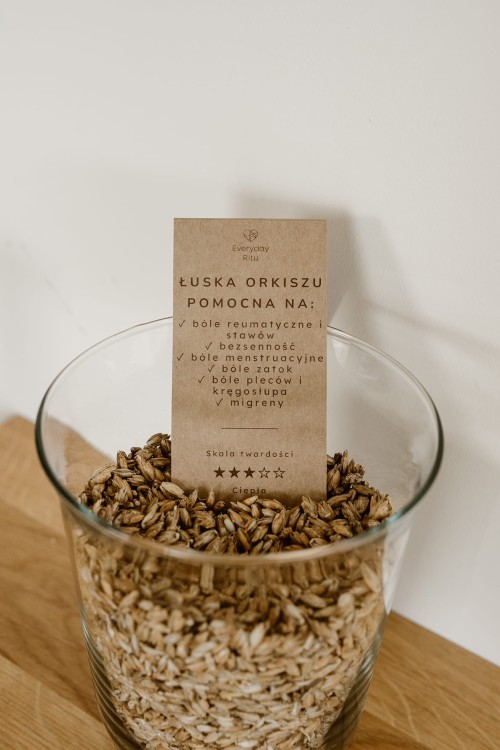 Everyday
Ritu
ŁUSKA ORKISZU
POMOCNA NA:
✓ bóle reumatyczne i
stawów
✓ bezsenność
✓ bóle menstruacyjne
✓ bóle zatok
✓ bóle pleców i
kręgosłupa
✓ migreny
Skala twardości
★★★☆☆
Ciepła